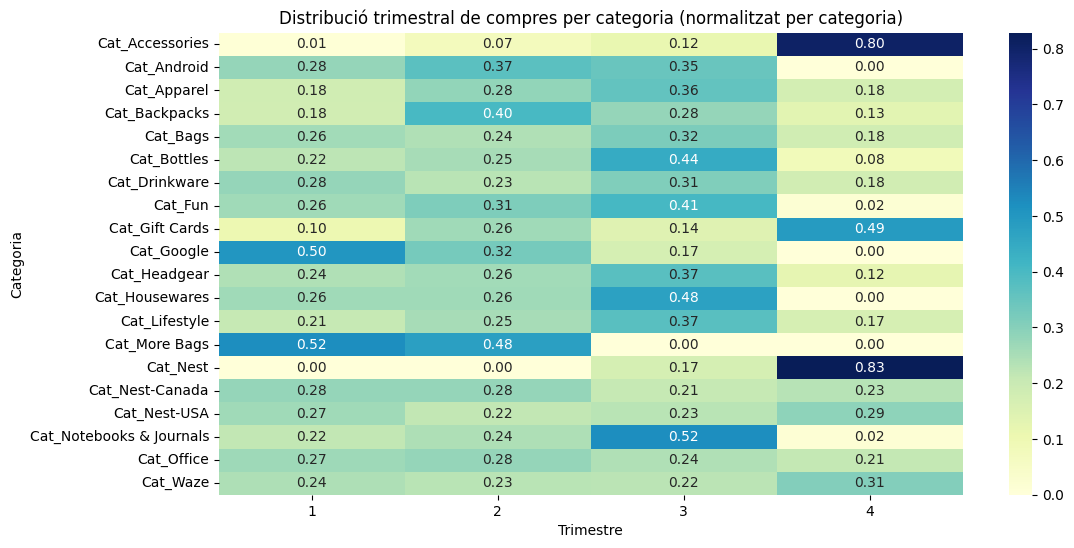 Distribució trimestral de compres per categoria (normalitzat per categoria)
Categoria
Cat_Accessories 0.01 0.07 0.12 0.80
Cat_Android 0.28 0.37 0.35 0.00
Cat_Apparel 0.18 0.28 0.36 0.18
Cat_Backpacks 0.18 0.40 0.28 0.13
Cat_Bags 0.26 0.24 0.32 0.18
Cat_Bottles 0.22 0.25 0.44 0.08
Cat_Drinkware 0.28 0.23 0.31 0.18
Cat_Fun 0.26 0.31 0.41 0.02
Cat_Gift Cards 0.10 0.26 0.14 0.49
Cat_Google 0.50 0.32 0.17 0.00
Cat_Headgear 0.24 0.26 0.37 0.12
Cat_Housewares 0.26 0.26 0.48 0.00
Cat_Lifestyle 0.21 0.25 0.37 0.17
Cat_More Bags 0.52 0.48 0.00 0.00
Cat_Nest 0.00 0.00 0.17 0.83
Cat_Nest-Canada 0.28 0.28 0.21 0.23
Cat_Nest-USA 0.27 0.22 0.23 0.29
Cat_Notebooks & Journals 0.22 0.24 0.52 0.02
Cat_Office 0.27 0.28 0.24 0.21
Cat_Waze 0.24 0.23 0.22 0.31
1 2 3 4
Trimestre
0.8
0.7
0.6
0.5
0.4
0.3
0.2
0.1
0.0